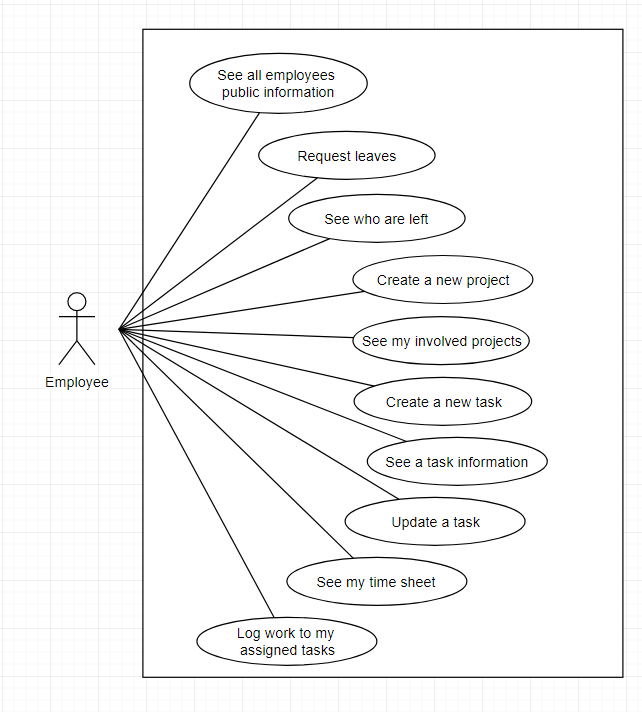 See all employees
public information
Request leaves
See who are left
Create a new project
See my involved projects
Employee
Create a new task
See a task information
Update a task
See my time sheet
Log work to my
assigned tasks